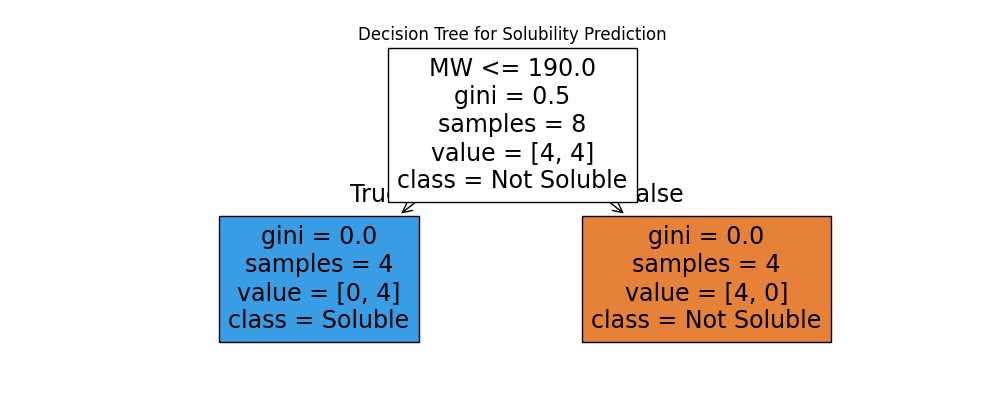 Decision Tree for Solubility Prediction
MW <= 190.0
gini = 0.5
samples = 8
value = [4, 4]
class = Not Soluble
True
alse
gini = 0.0
samples = 4
value = [0, 4]
class = Soluble
gini = 0.0
samples = 4
value = [4, 0]
class = Not Soluble